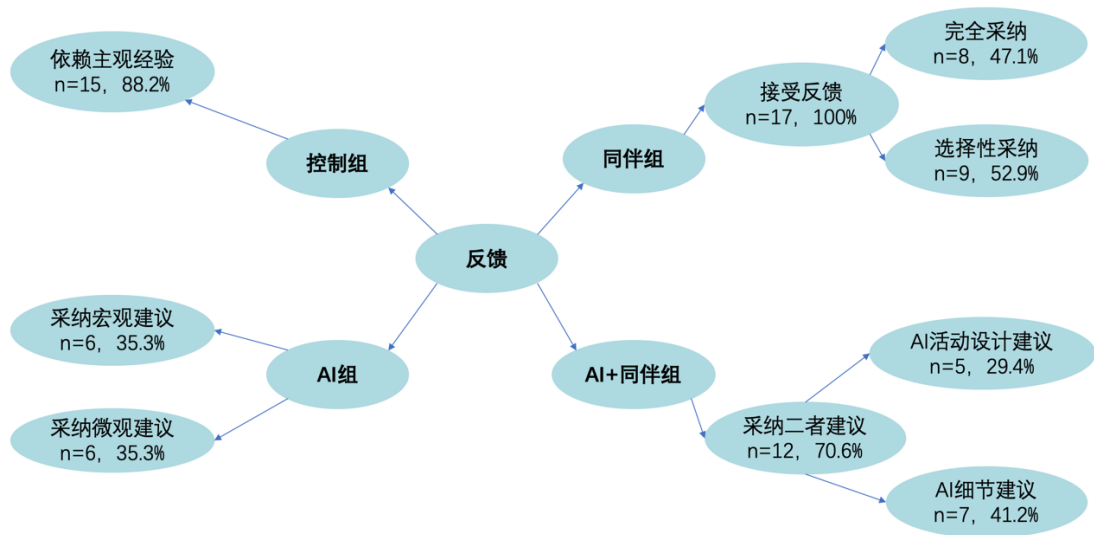 完全采纳
n=8，47.1%
依赖主观经验
n=15，88.2%
接受反馈
n=17，100%
控制组
同伴组
选择性采纳
n=9，52.9%
反馈
采纳宏观建议
n=6，35.3%
AI活动设计建议
n=5，29.4%
AI组
AI+同伴组
采纳微观建议
n=6，35.3%
采纳二者建议
n=12，70.6%
AI细节建议
n=7，41.2%